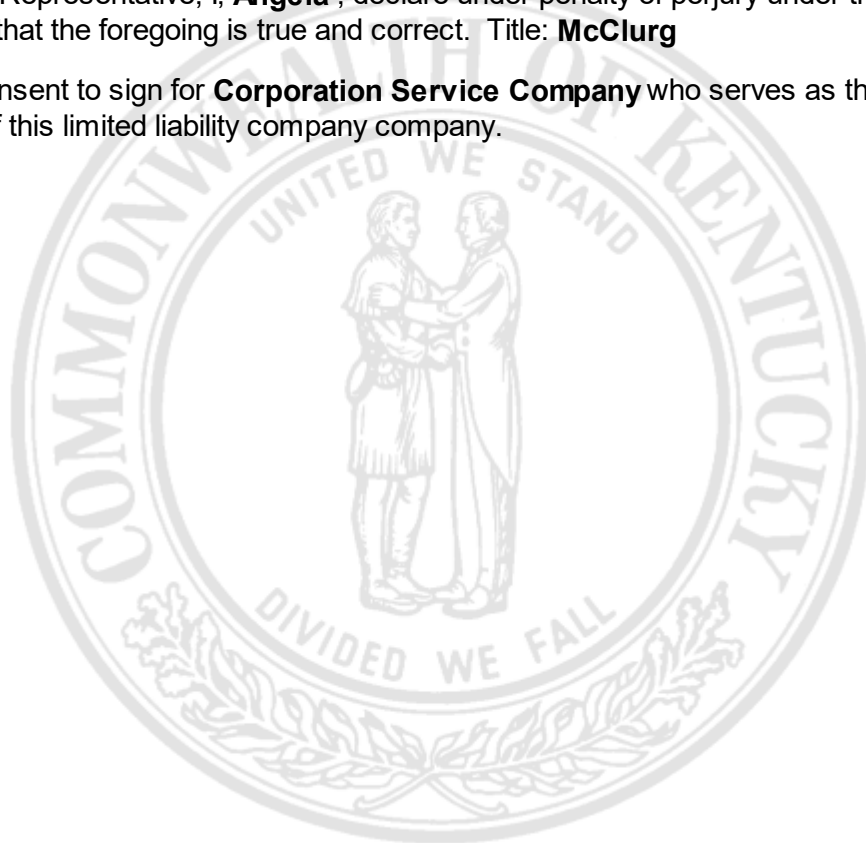 Representative, I, Angela , declare under penalty of perjury under
that the foregoing is true and correct. Title: McClurg
sent to sign for Corporation Service Company who serves as
this limited liability company company.
COMMONWEALTH OF KENTUCKY
UNITED WE STAND
DIVIDED WE FALL